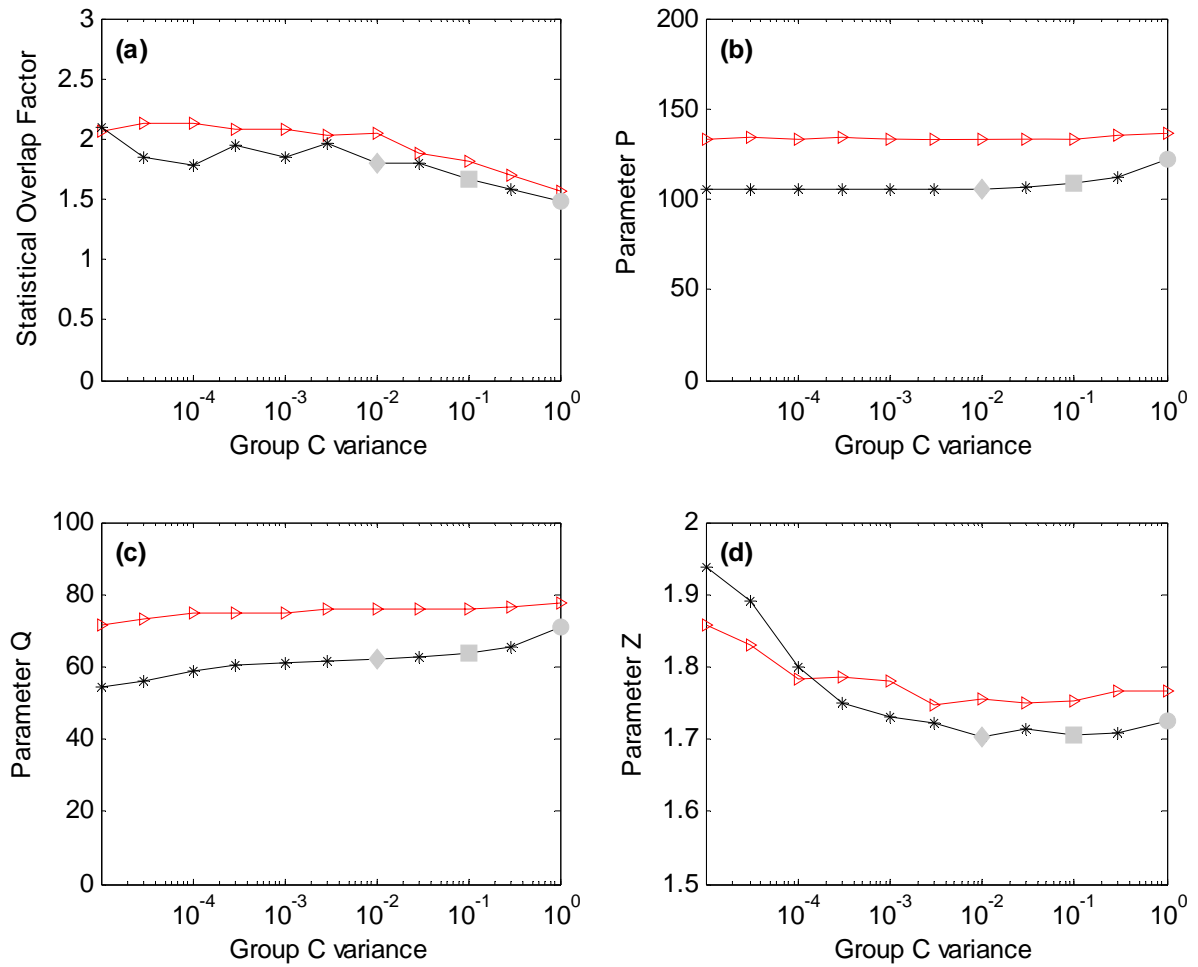 (a)
Statistical Overlap Factor
3
2.5
2
1.5
1
0.5
0
10^-4 10^-3 10^-2 10^-1 10^0
Group C variance
(b)
Parameter P
200
150
100
50
0
10^-4 10^-3 10^-2 10^-1 10^0
Group C variance
(c)
Parameter Q
100
80
60
40
20
0
10^-4 10^-3 10^-2 10^-1 10^0
Group C variance
(d)
Parameter Z
2
1.9
1.8
1.7
1.6
1.5
10^-4 10^-3 10^-2 10^-1 10^0
Group C variance